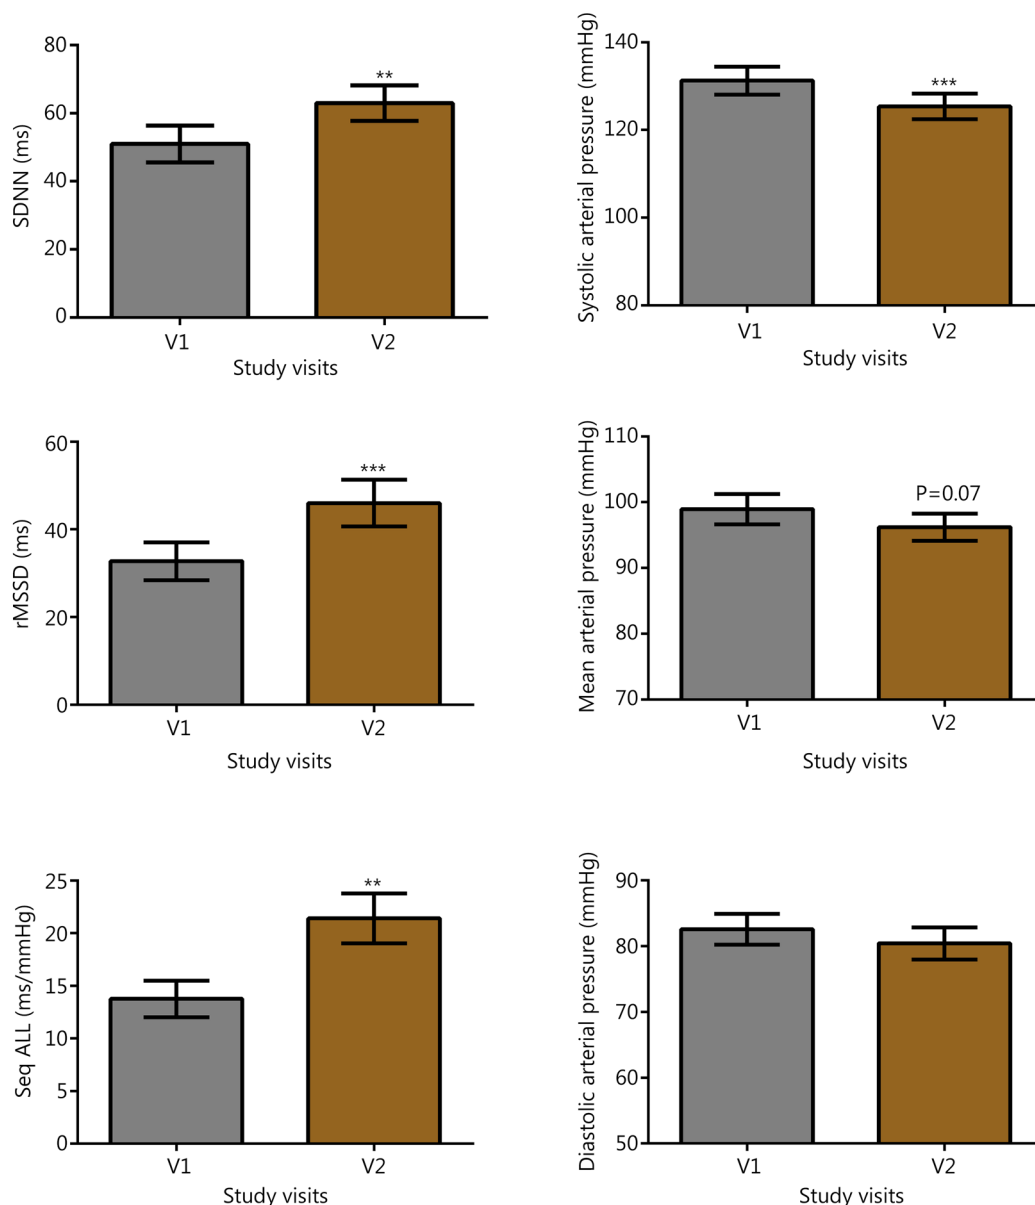 SDNN (ms)
80
60
40
20
0
**
V1
V2
Study visits
Systolic arterial pressure (mmHg)
140
120
100
80
***
V1
V2
Study visits
rMSSD (ms)
60
40
20
0
***
V1
V2
Study visits
Mean arterial pressure (mmHg)
110
100
90
80
70
P=0.07
V1
V2
Study visits
Seq ALL (ms/mmHg)
25
20
15
10
5
0
**
V1
V2
Study visits
Diastolic arterial pressure (mmHg)
90
80
70
60
50
V1
V2
Study visits